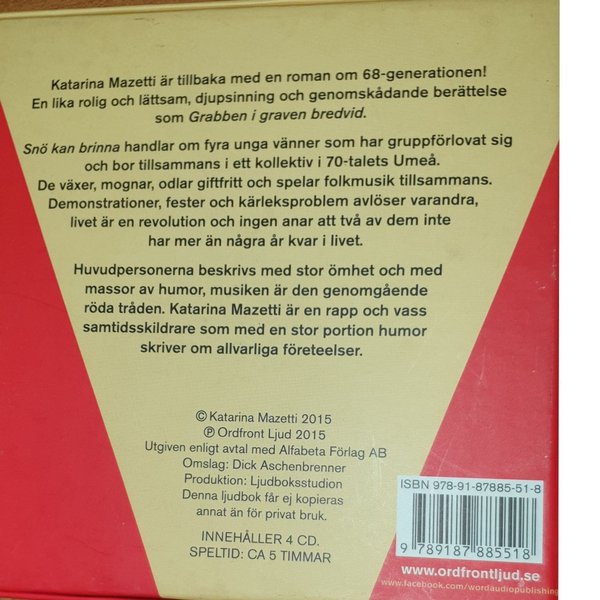 Katarina Mazetti är tillbaka med en roman om 68-generationen!
En lika rolig och lättsam, djupsinning och genomskådande berättelse
som Grabben i graven bredvid.
Snö kan brinna handlar om fyra unga vänner som har gruppförlovat sig
och bor tillsammans i ett kollektiv i 70-talets Umeå.
De växer, mognar, odlar giftfritt och spelar folkmusik tillsammans.
Demonstrationer, fester och kärleksproblem avlöser varandra,
livet är en revolution och ingen anar att två av dem inte
har mer än några år kvar i livet.
Huvudpersonerna beskrivs med stor ömhet och med
massor av humor, musiken är den genomgående
röda tråden. Katarina Mazetti är en rapp och vass
samtidsskildrare som med en stor portion humor
skriver om allvarliga företeelser.
© Katarina Mazetti 2015
℗ Ordfront Ljud 2015
Utgiven enligt avtal med Alfabeta Förlag AB
Omslag: Dick Aschenbrenner
Produktion: Ljudboksstudion
Denna ljudbok får ej kopieras
annat än för privat bruk.
INNEHÅLLER 4 CD.
SPELTID: CA 5 TIMMAR
ISBN 978-91-87885-51-8
9 789187 885518
www.ordfrontljud.se
www.facebook.com/wordaudiopublishing